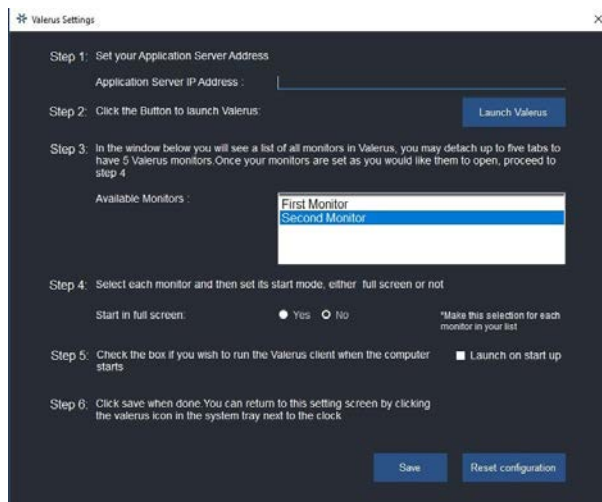 Valerus Settings
Step 1: Set your Application Server Address
Application Server IP Address :
Step 2: Click the Button to launch Valerus:
Launch Valerus
Step 3: In the window below you will see a list of all monitors in Valerus, you may detach up to five tabs to
have 5 Valerus monitors.Once your monitors are set as you would like them to open, proceed to
step 4
Available Monitors :
First Monitor
Second Monitor
Step 4: Select each monitor and then set its start mode, either full screen or not
Start in full screen:
Yes
No
*Make this selection for each
monitor in your list
Step 5: Check the box if you wish to run the Valerus client when the computer
starts
Launch on start up
Step 6: Click save when done.You can return to this setting screen by clicking
the valerus icon in the system tray next to the clock
Save
Reset configuration